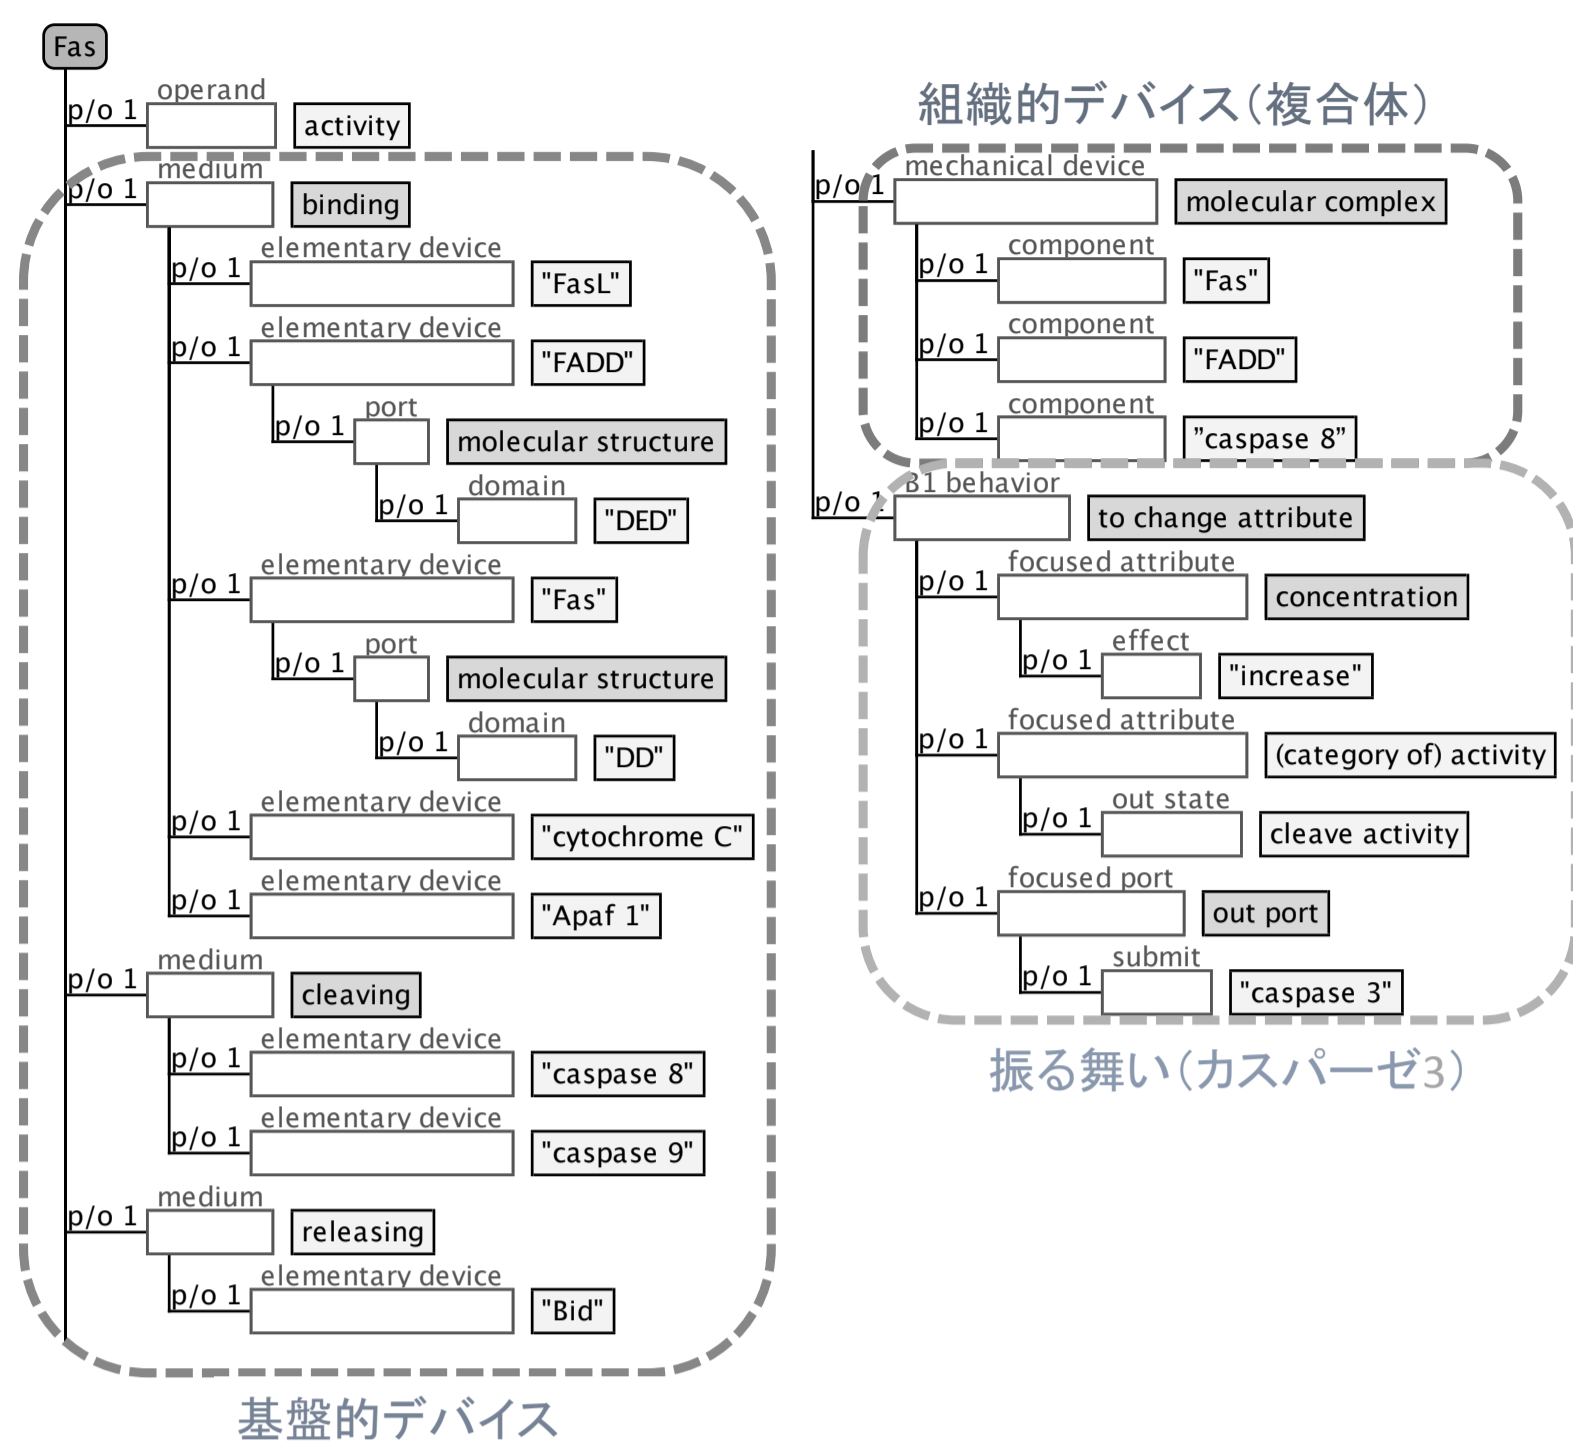 Fas
operand
p/o 1 activity
medium
p/o 1 binding
elementary device
p/o 1 "FasL"
elementary device
p/o 1 "FADD"
port
p/o 1 molecular structure
domain
p/o 1 "DED"
elementary device
p/o 1 "Fas"
port
p/o 1 molecular structure
domain
p/o 1 "DD"
elementary device
p/o 1 "cytochrome C"
elementary device
p/o 1 "Apaf 1"
medium
p/o 1 cleaving
elementary device
p/o 1 "caspase 8"
elementary device
p/o 1 "caspase 9"
medium
p/o 1 releasing
elementary device
p/o 1 "Bid"
基盤的デバイス
組織的デバイス（複合体）
mechanical device
p/o 1 molecular complex
component
p/o 1 "Fas"
component
p/o 1 "FADD"
component
p/o 1 ”caspase 8”
B1 behavior
p/o 1 to change attribute
focused attribute
p/o 1 concentration
effect
p/o 1 "increase"
focused attribute
p/o 1 (category of) activity
out state
p/o 1 cleave activity
focused port
p/o 1 out port
submit
p/o 1 "caspase 3"
振る舞い（カスパーゼ3）